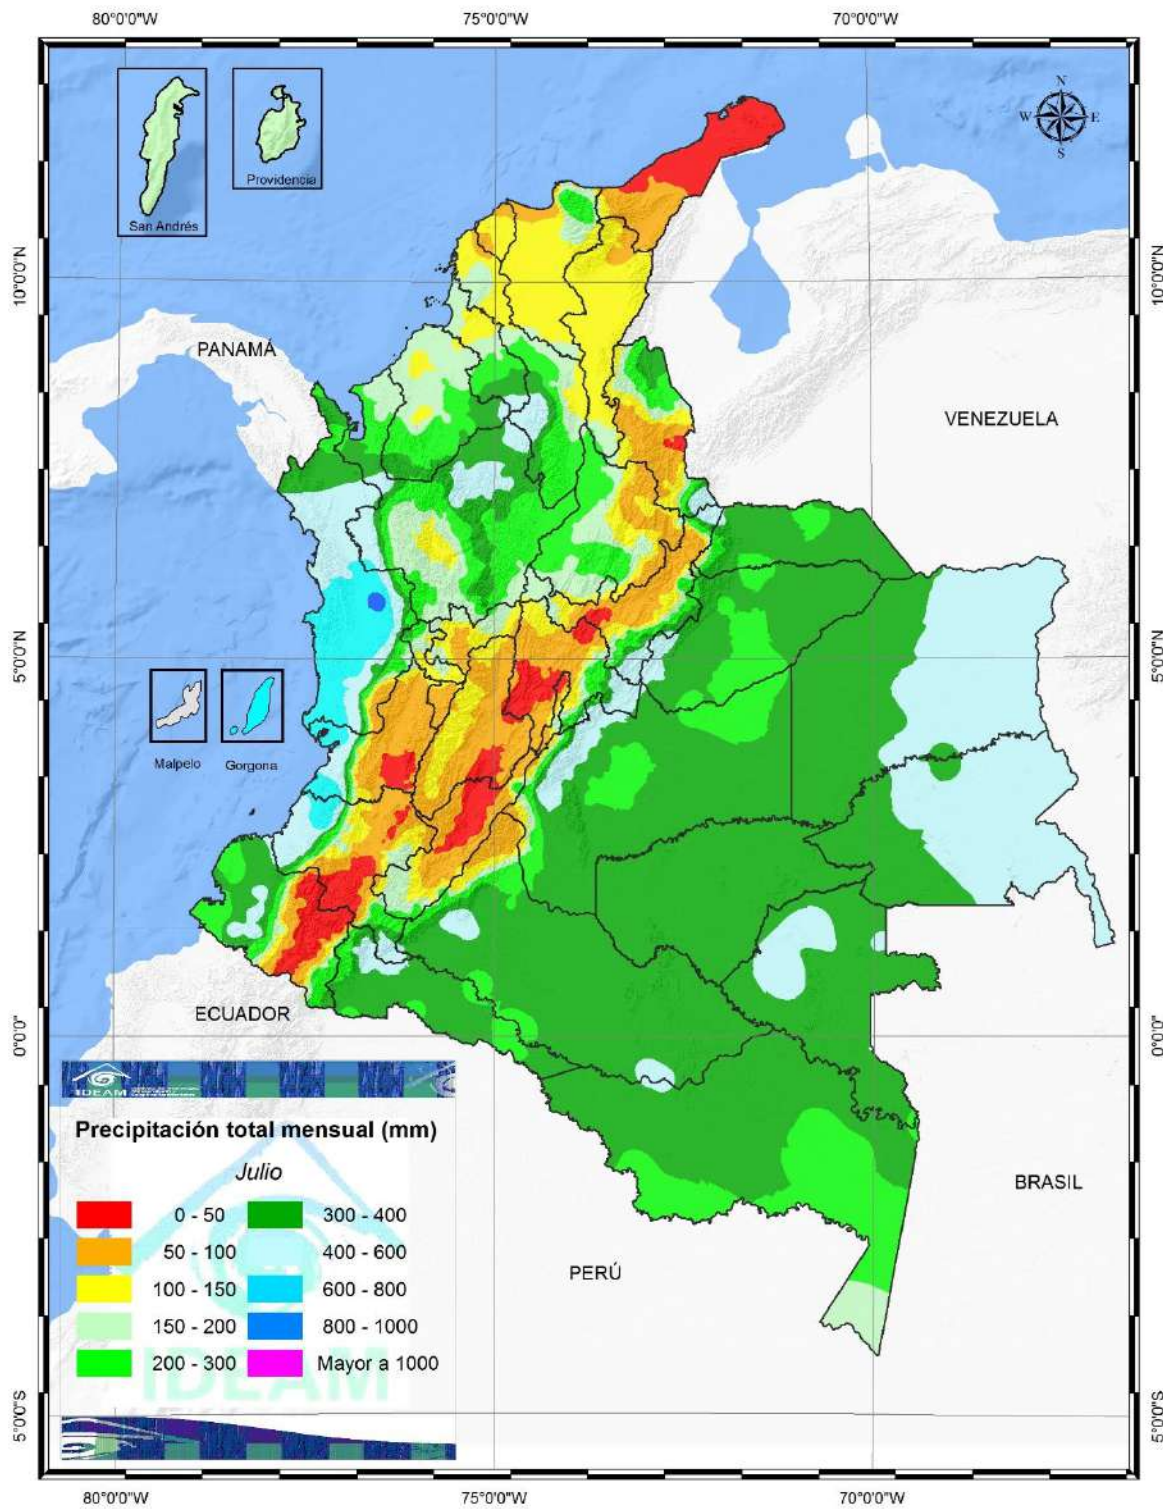 80°0'0"W 75°0'0"W 70°0'0"W
N
W E
S
San Andrés
Providencia
10°0'0"N 10°0'0"N
PANAMÁ
VENEZUELA
5°0'0"N 5°0'0"N
Malpelo
Gorgona
ECUADOR
0°0'0" 0°0'0"
IDEAM
Precipitación total mensual (mm)
Julio
0 - 50 300 - 400
50 - 100 400 - 600
100 - 150 600 - 800
150 - 200 800 - 1000
200 - 300 Mayor a 1000
IDEAM
BRASIL
PERÚ
5°0'0"S 5°0'0"S
80°0'0"W 75°0'0"W 70°0'0"W